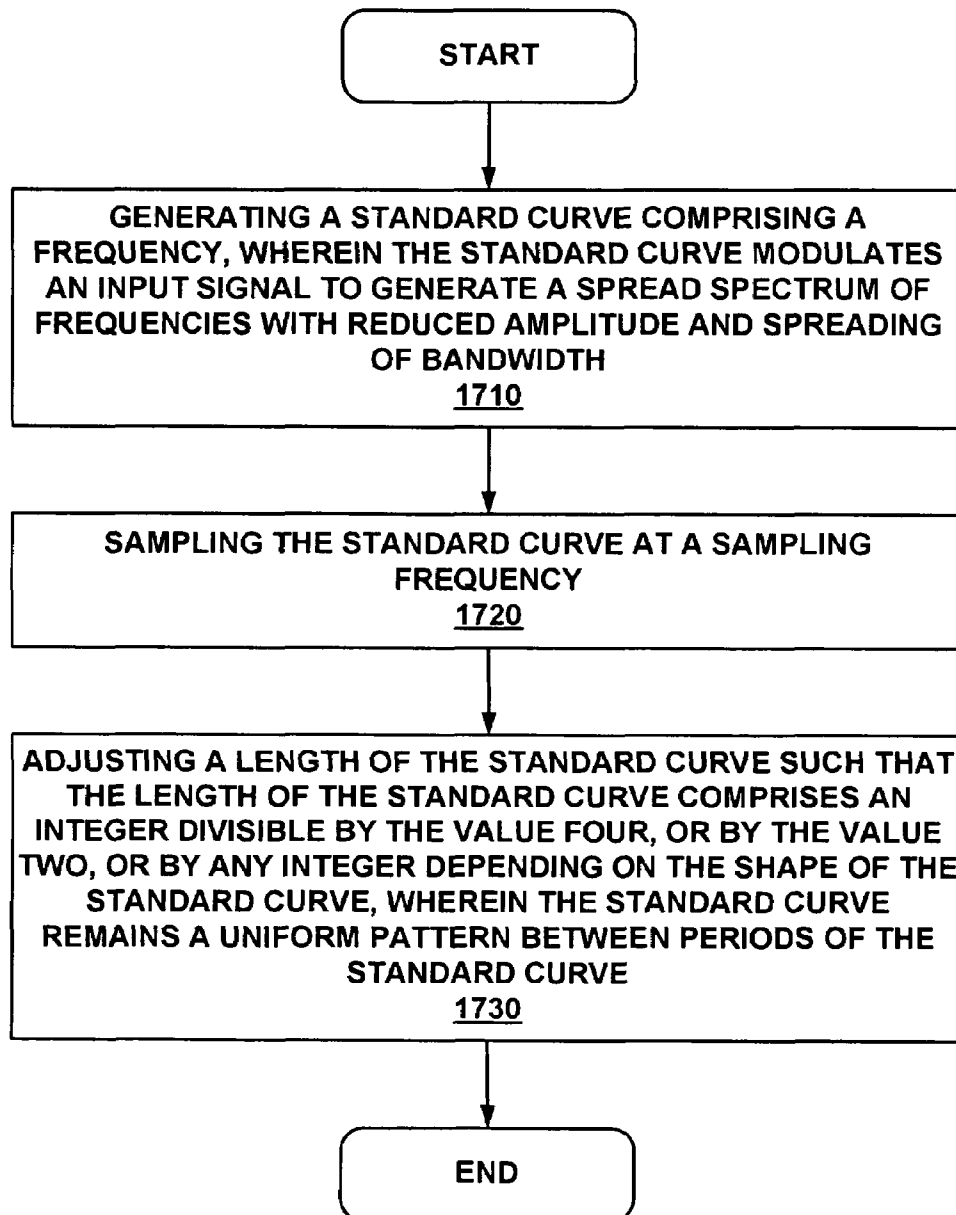 START
GENERATING A STANDARD CURVE COMPRISING A
FREQUENCY, WHEREIN THE STANDARD CURVE MODULATES
AN INPUT SIGNAL TO GENERATE A SPREAD SPECTRUM OF
FREQUENCIES WITH REDUCED AMPLITUDE AND SPREADING
OF BANDWIDTH
1710
SAMPLING THE STANDARD CURVE AT A SAMPLING
FREQUENCY
1720
ADJUSTING A LENGTH OF THE STANDARD CURVE SUCH THAT
THE LENGTH OF THE STANDARD CURVE COMPRISES AN
INTEGER DIVISIBLE BY THE VALUE FOUR, OR BY THE VALUE
TWO, OR BY ANY INTEGER DEPENDING ON THE SHAPE OF THE
STANDARD CURVE, WHEREIN THE STANDARD CURVE
REMAINS A UNIFORM PATTERN BETWEEN PERIODS OF THE
STANDARD CURVE
1730
END